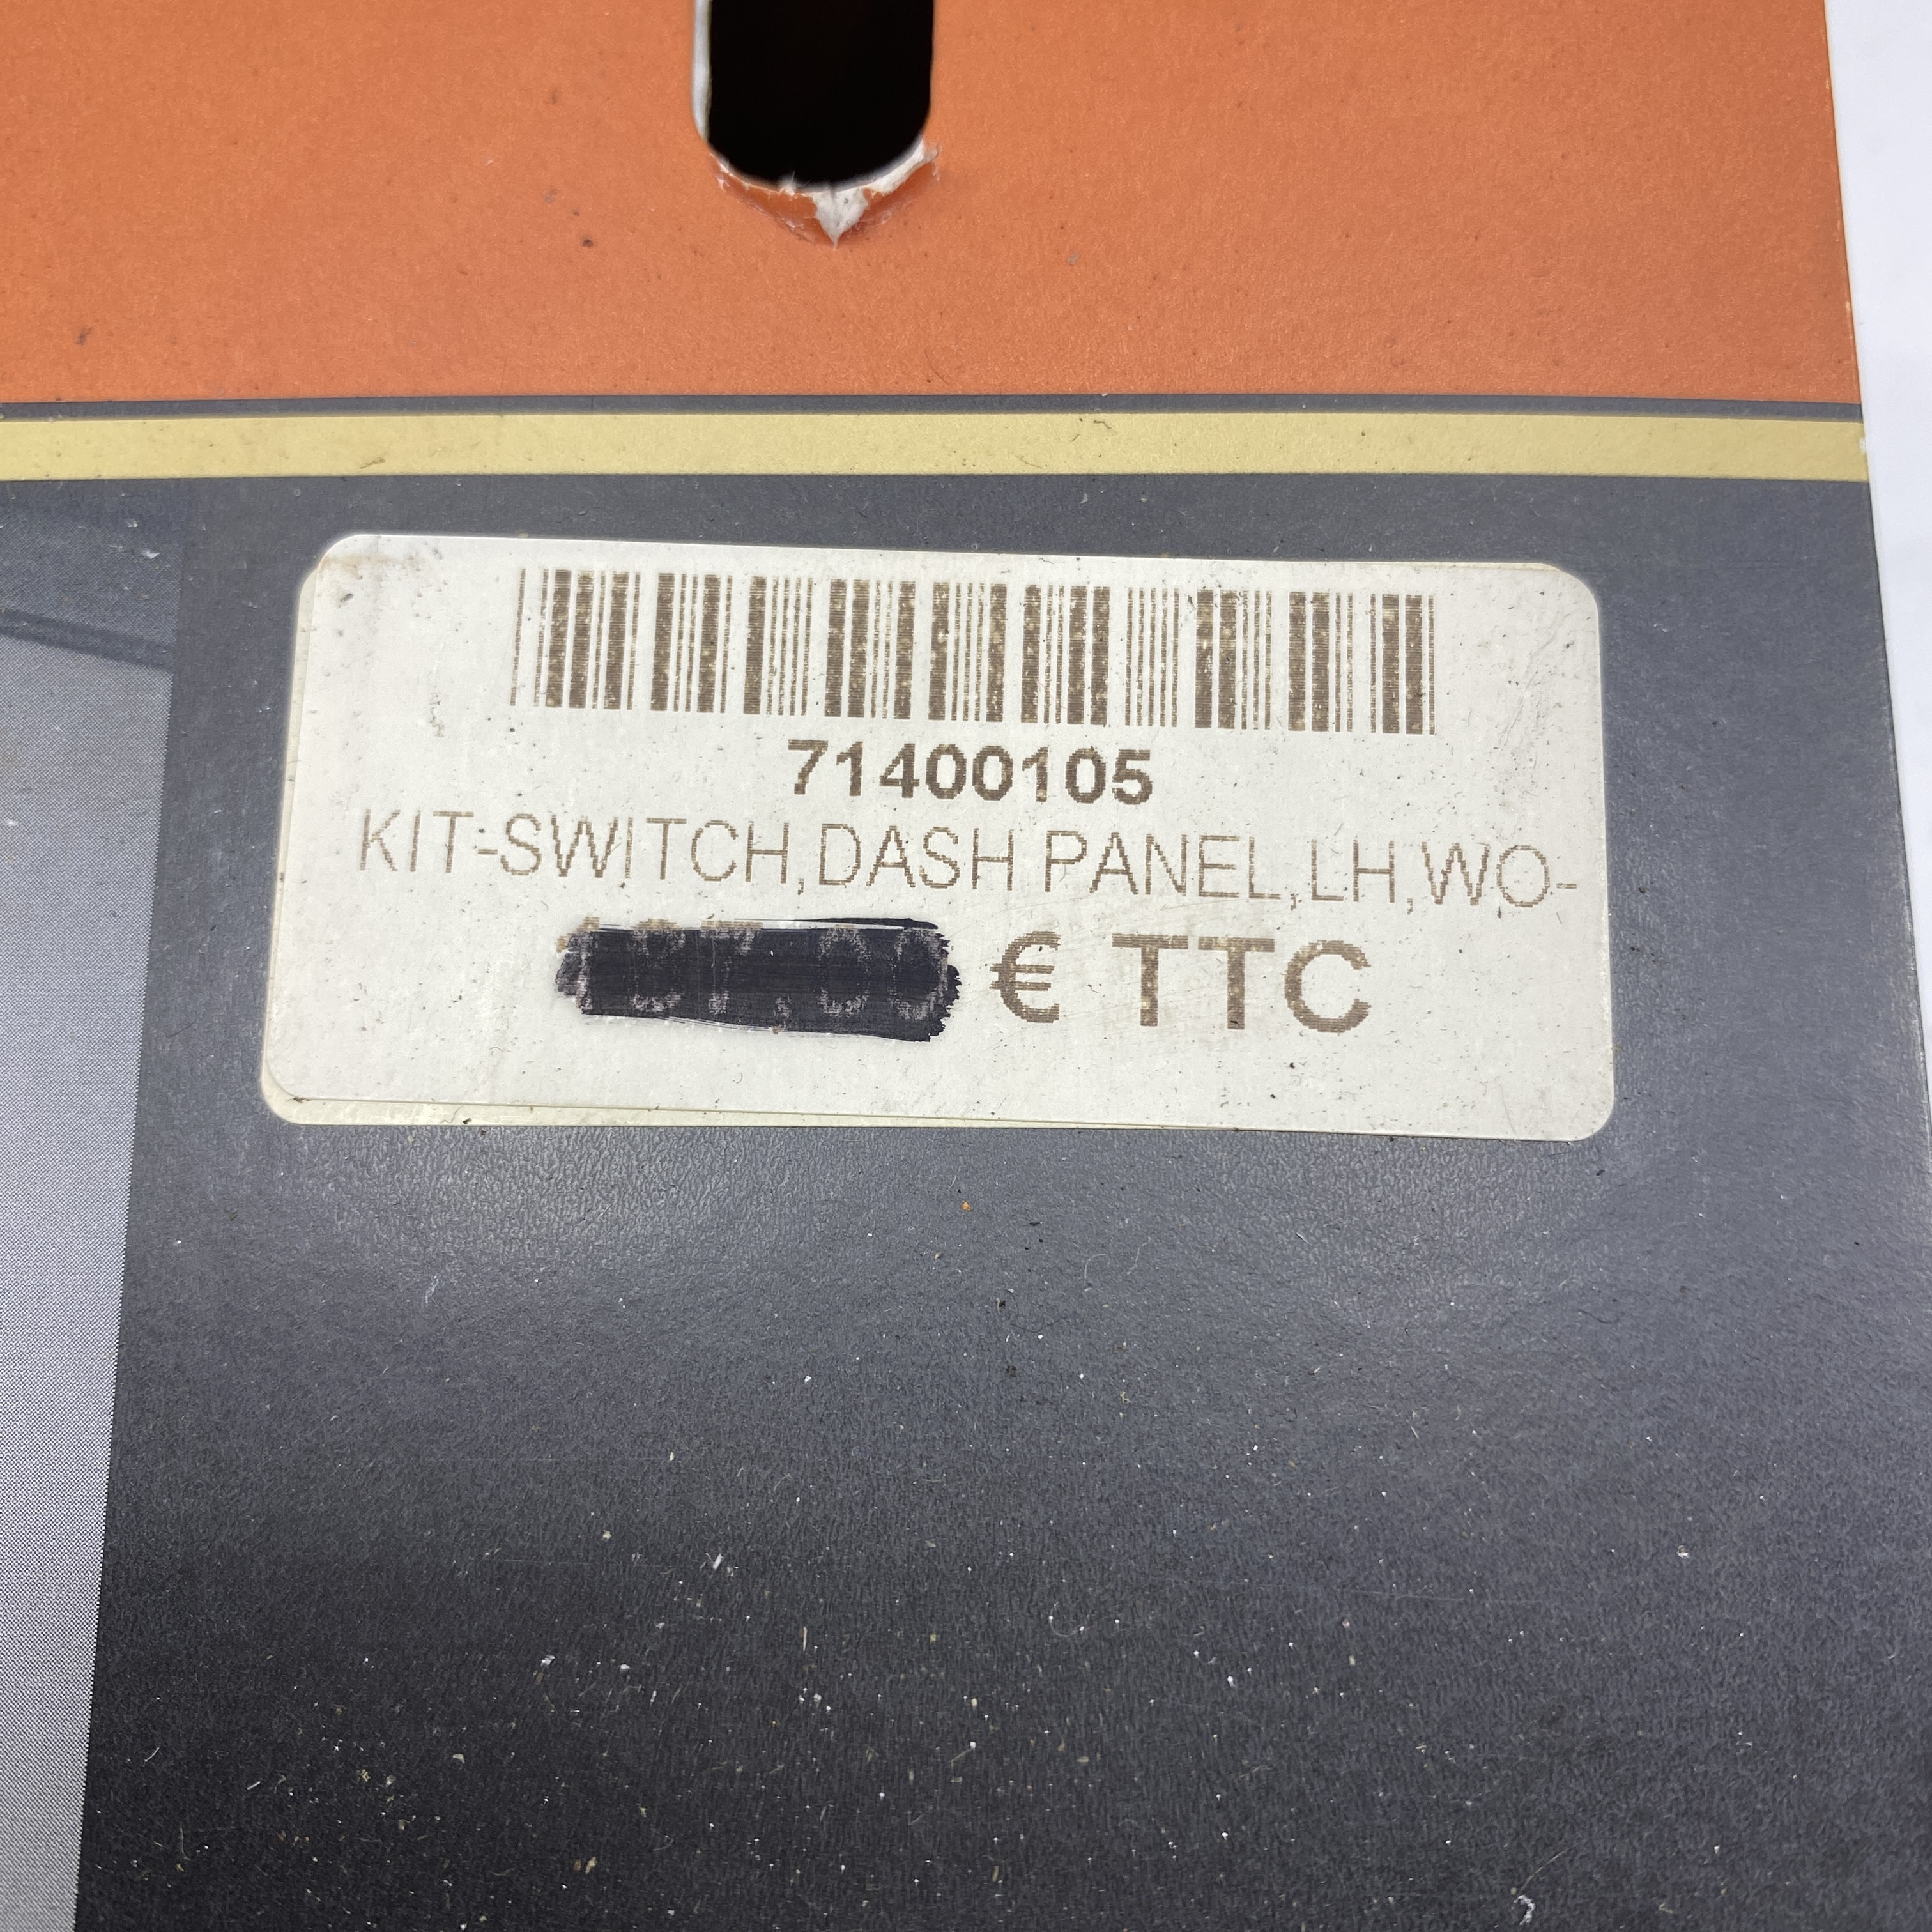 71400105
KIT-SWITCH,DASH PANEL,LH,WO-
€ TTC